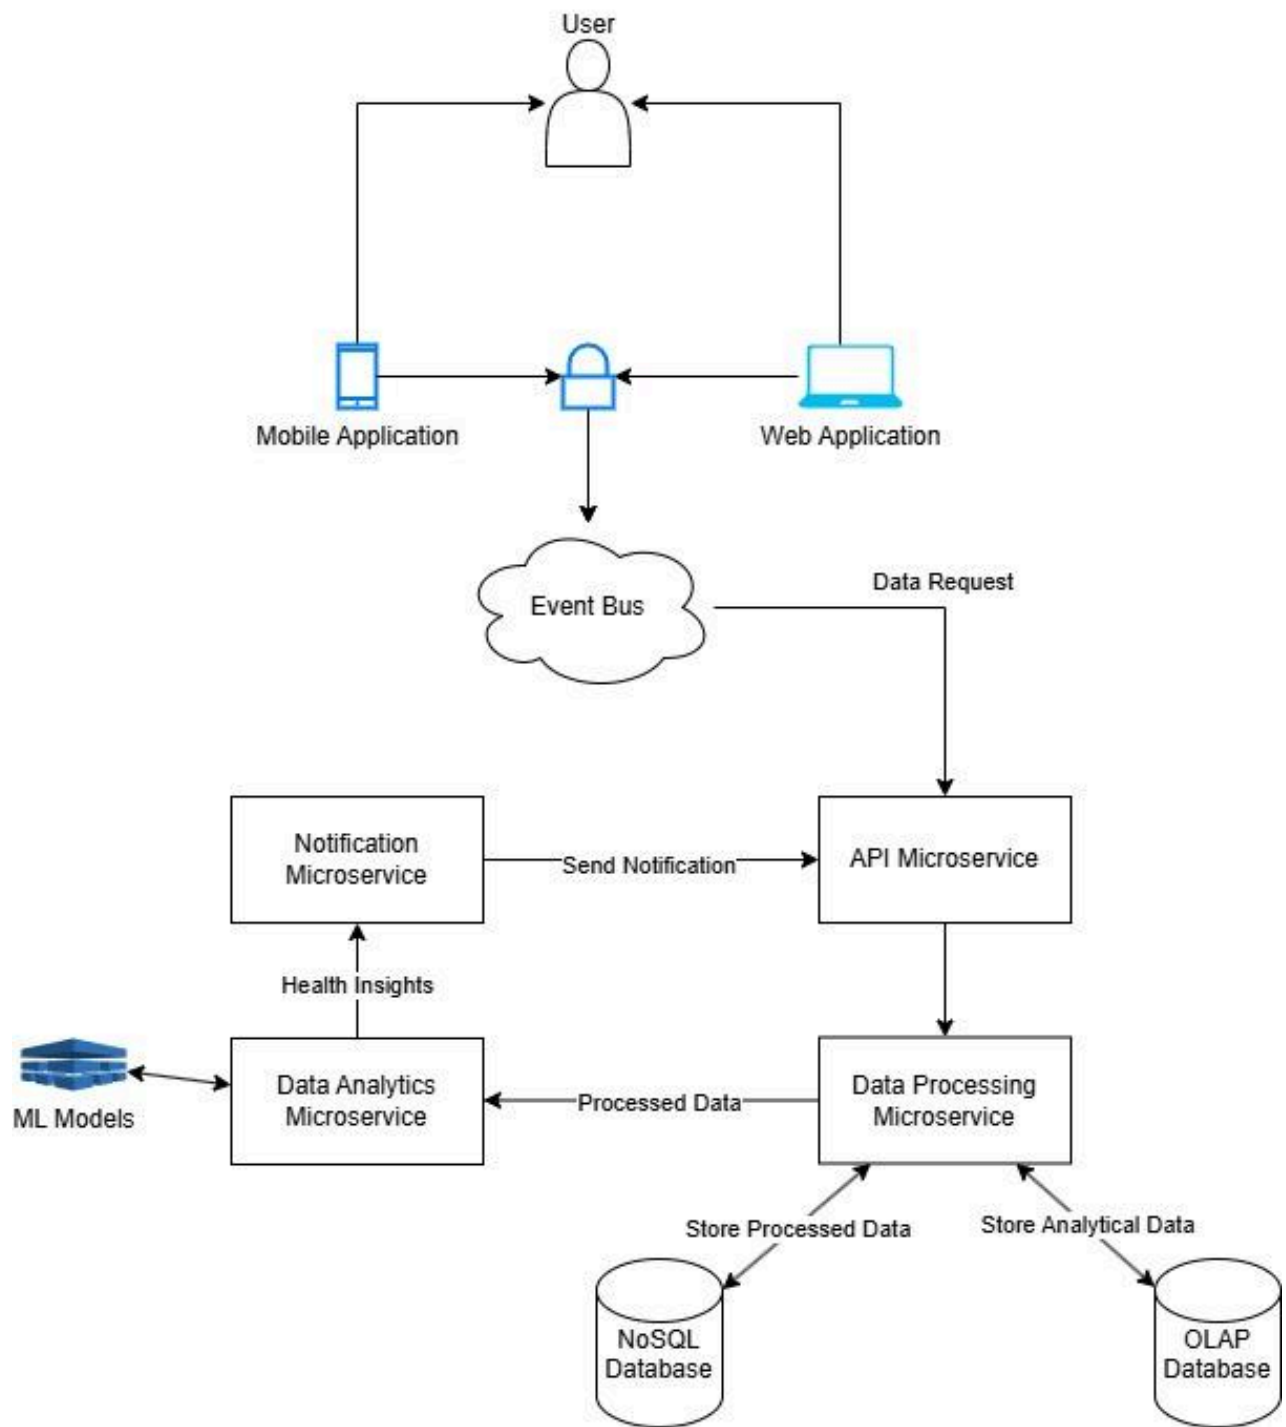 User
Mobile Application
Web Application
Event Bus
Data Request
Notification
Microservice
Send Notification
API Microservice
Health Insights
ML Models
Data Analytics
Microservice
Processed Data
Data Processing
Microservice
Store Processed Data
Store Analytical Data
NoSQL
Database
OLAP
Database